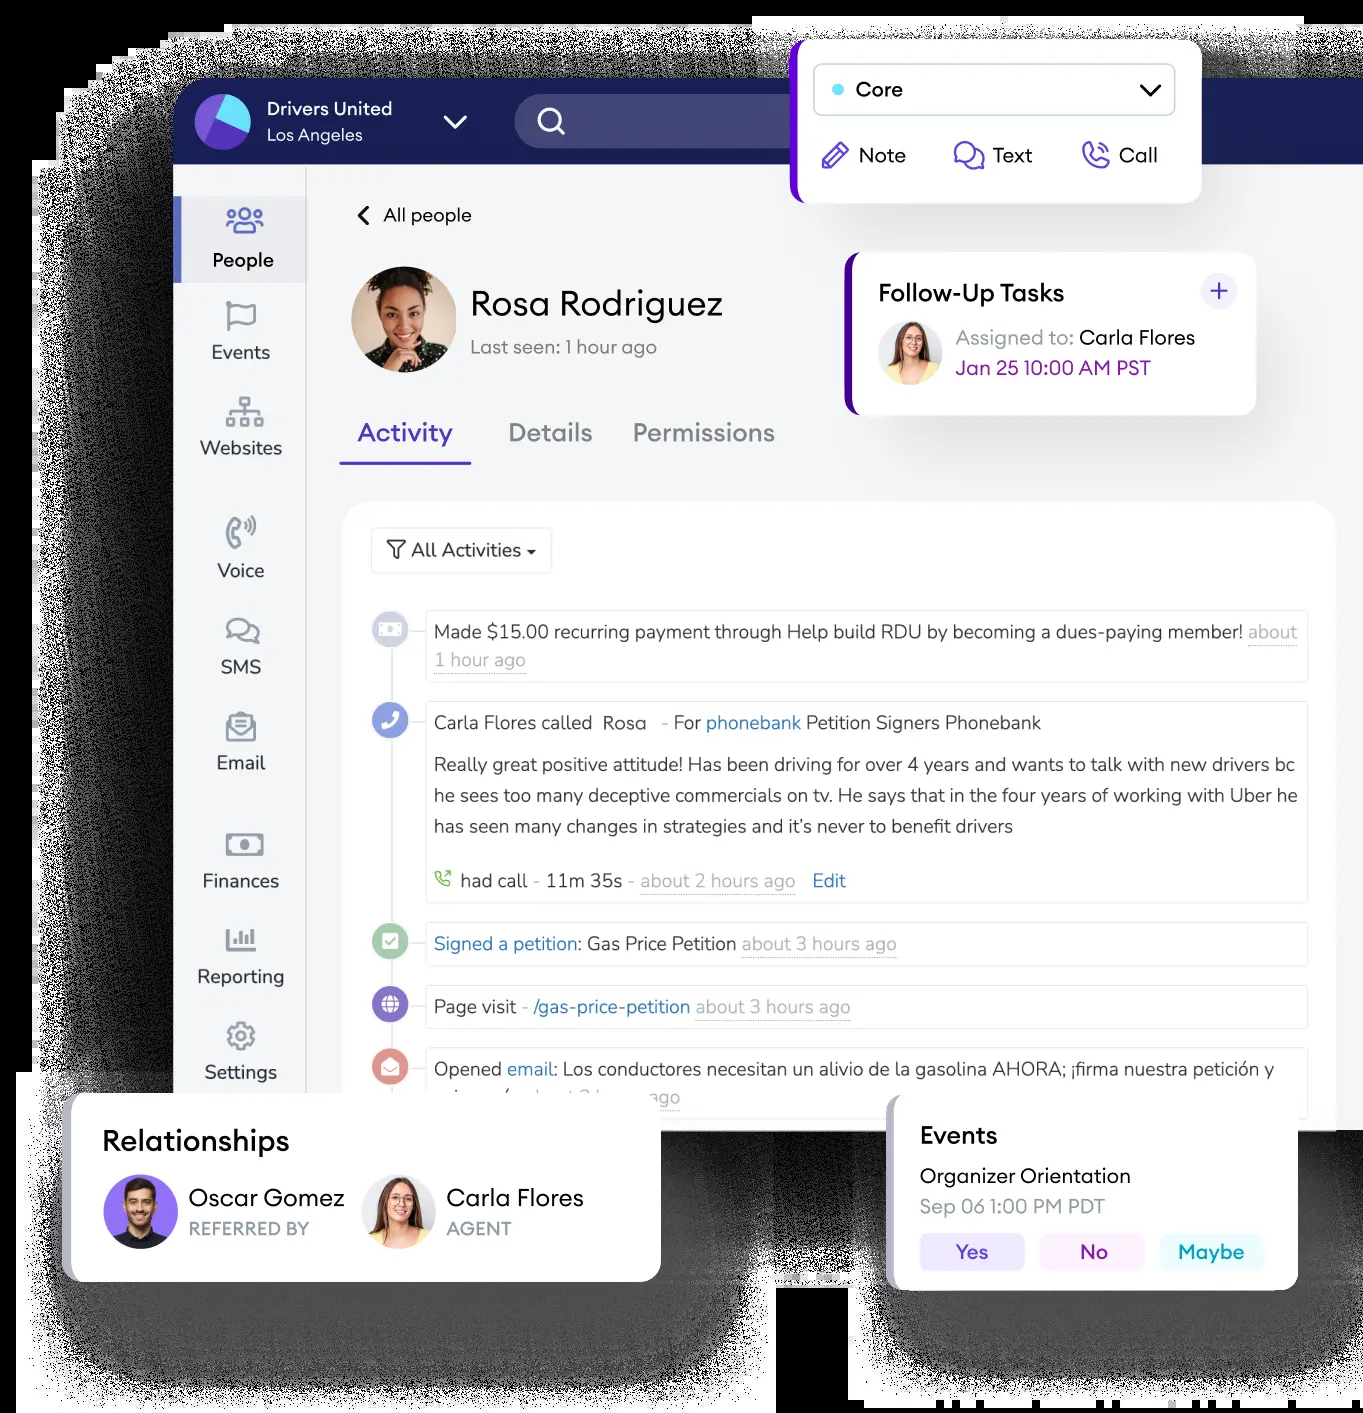 Drivers United
Los Angeles
Core
Note Text Call
People
Events
Websites
Voice
SMS
Email
Finances
Reporting
Settings
All people
Rosa Rodriguez
Last seen: 1 hour ago
Follow-Up Tasks
Assigned to: Carla Flores
Jan 25 10:00 AM PST
Activity Details Permissions
All Activities
Made $15.00 recurring payment through Help build RDU by becoming a dues-paying member! about
1 hour ago
Carla Flores called Rosa - For phonebank Petition Signers Phonebank
Really great positive attitude! Has been driving for over 4 years and wants to talk with new drivers bc
he sees too many deceptive commercials on tv. He says that in the four years of working with Uber he
has seen many changes in strategies and it's never to benefit drivers
had call - 11m 35s - about 2 hours ago Edit
Signed a petition: Gas Price Petition about 3 hours ago
Page visit - /gas-price-petition about 3 hours ago
Opened email: Los conductores necesitan un alivio de la gasolina AHORA; ¡firma nuestra petición y
ago
Relationships
Oscar Gomez
REFERRED BY
Carla Flores
AGENT
Events
Organizer Orientation
Sep 06 1:00 PM PDT
Yes No Maybe